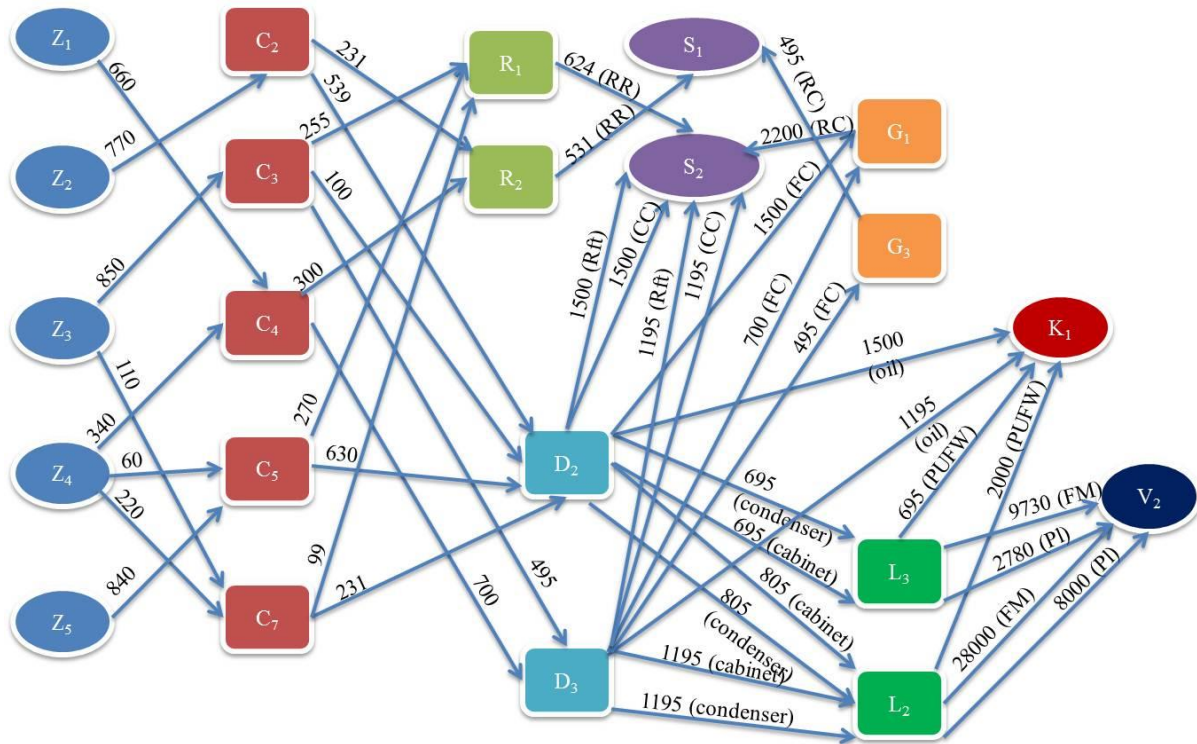 Z1
Z2
Z3
Z4
Z5
660
770
850
110
340
60
220
840
C2
C3
C4
C5
C7
231
539
255
100
300
270
630
99
231
495
700
R1
R2
624 (RR)
531 (RR)
S1
S2
495 (RC)
2200 (RC)
G1
G3
1500 (Rft)
1500 (CC)
1195 (Rft)
1195 (CC)
1500 (FC)
700 (FC)
495 (FC)
D2
D3
1500
(oil)
1195
(oil)
695
(condenser)
695 (cabinet)
805 (cabinet)
805
(condenser)
1195 (cabinet)
1195 (condenser)
L3
L2
695 (PUFW)
2000 (PUFW)
9730 (FM)
2780 (Pl)
28000 (FM)
8000 (Pl)
K1
V2